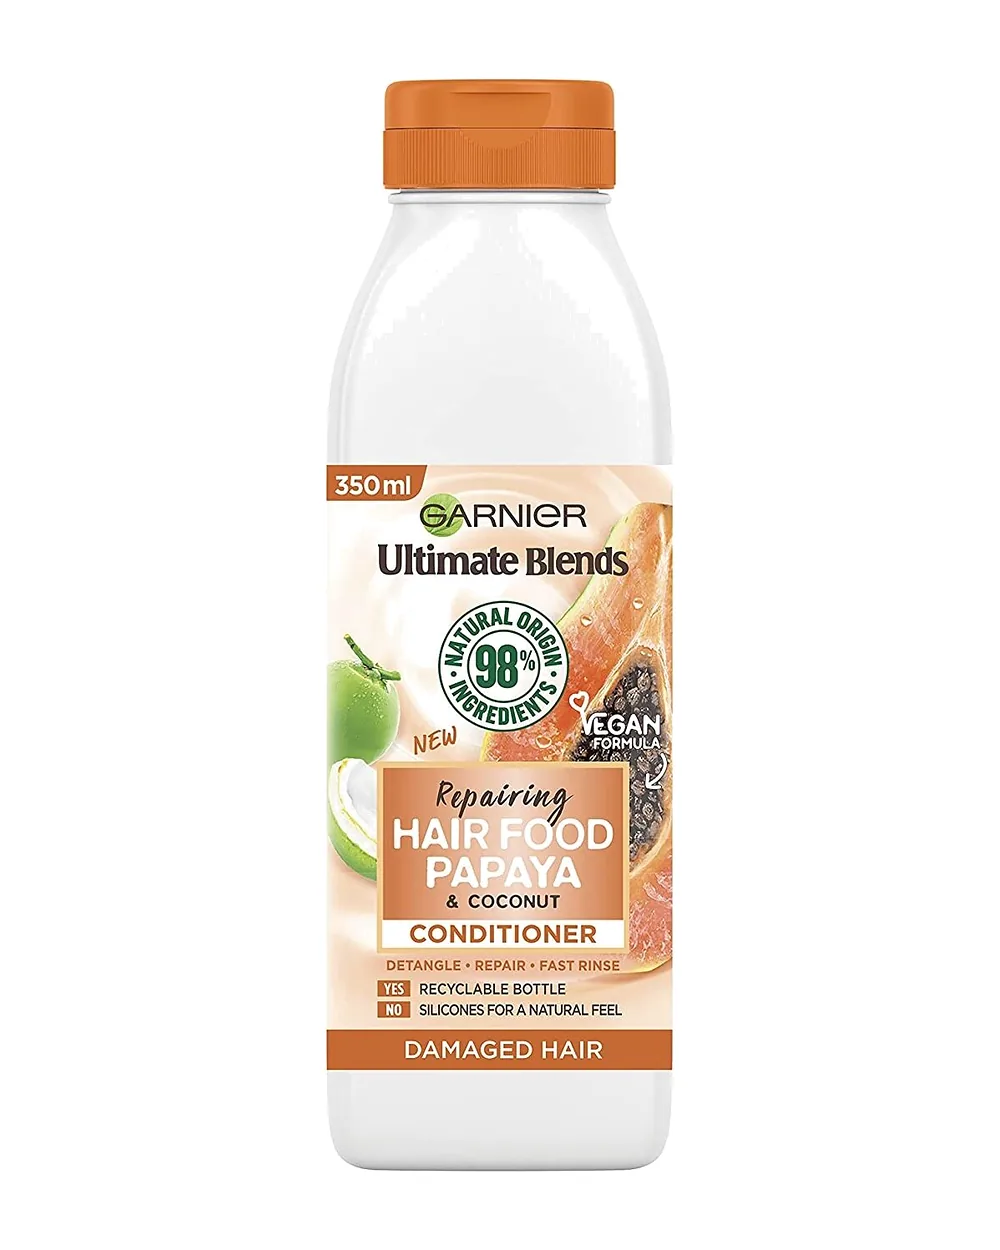 350ml
GARNIER
Ultimate Blends
NATURAL ORIGIN
98%
INGREDIENTS
NEW
VEGAN
FORMULA
Repairing
HAIR FOOD
PAPAYA
& COCONUT
CONDITIONER
DETANGLE • REPAIR • FAST RINSE
YES RECYCLABLE BOTTLE
NO SILICONES FOR A NATURAL FEEL
DAMAGED HAIR